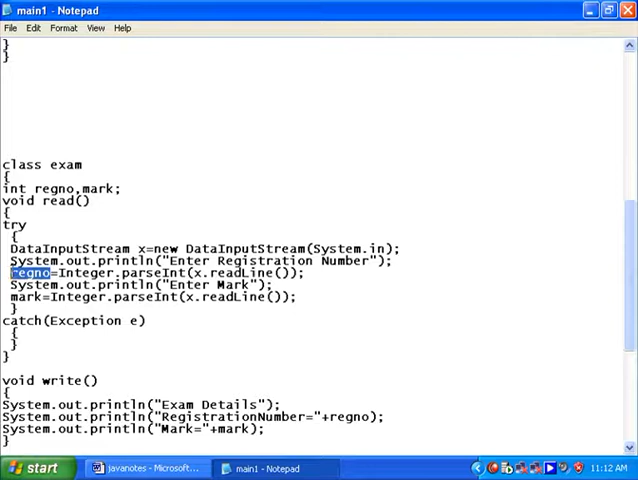 main1 - Notepad
File Edit Format View Help
}
}
class exam
{
int regno,mark;
void read()
{
try
{
DataInputStream x=new DataInputStream(System.in);
System.out.println("Enter Registration Number");
regno=Integer.parseInt(x.readLine());
System.out.println("Enter Mark");
mark=Integer.parseInt(x.readLine());
}
catch(Exception e)
{
}
}
void write()
{
System.out.println("Exam Details");
System.out.println("RegistrationNumber="+regno);
System.out.println("Mark="+mark);
}
start javanotes - Microsoft... main1 - Notepad 11:12 AM